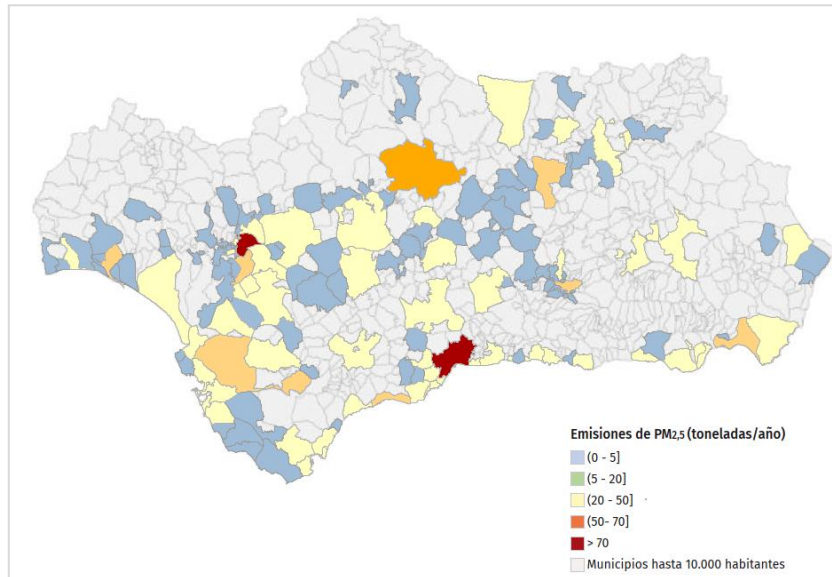 Emisiones de PM2,5 (toneladas/año)
(0 - 5]
(5 - 20]
(20 - 50]
(50- 70]
> 70
Municipios hasta 10.000 habitantes